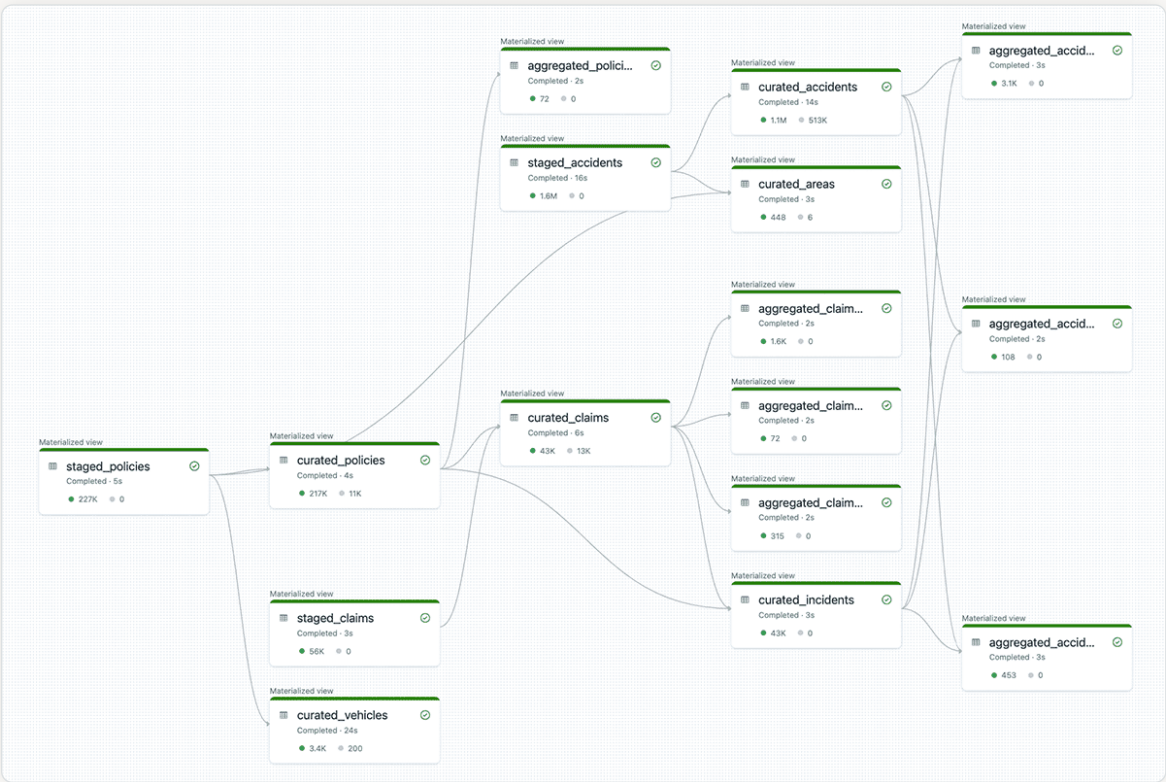 Materialized view
staged_policies
Completed · 5s
227K 0
Materialized view
curated_policies
Completed · 4s
217K 11K
Materialized view
staged_claims
Completed · 3s
56K 0
Materialized view
curated_vehicles
Completed · 24s
3.4K 200
Materialized view
aggregated_polici...
Completed · 2s
72 0
Materialized view
staged_accidents
Completed · 16s
1.6M 0
Materialized view
curated_claims
Completed · 6s
43K 13K
Materialized view
curated_accidents
Completed · 14s
1.1M 513K
Materialized view
curated_areas
Completed · 3s
448 6
Materialized view
aggregated_claim...
Completed · 2s
1.6K 0
Materialized view
aggregated_claim...
Completed · 2s
72 0
Materialized view
aggregated_claim...
Completed · 2s
315 0
Materialized view
curated_incidents
Completed · 3s
43K 0
Materialized view
aggregated_accid...
Completed · 3s
3.1K 0
Materialized view
aggregated_accid...
Completed · 2s
108 0
Materialized view
aggregated_accid...
Completed · 3s
453 0